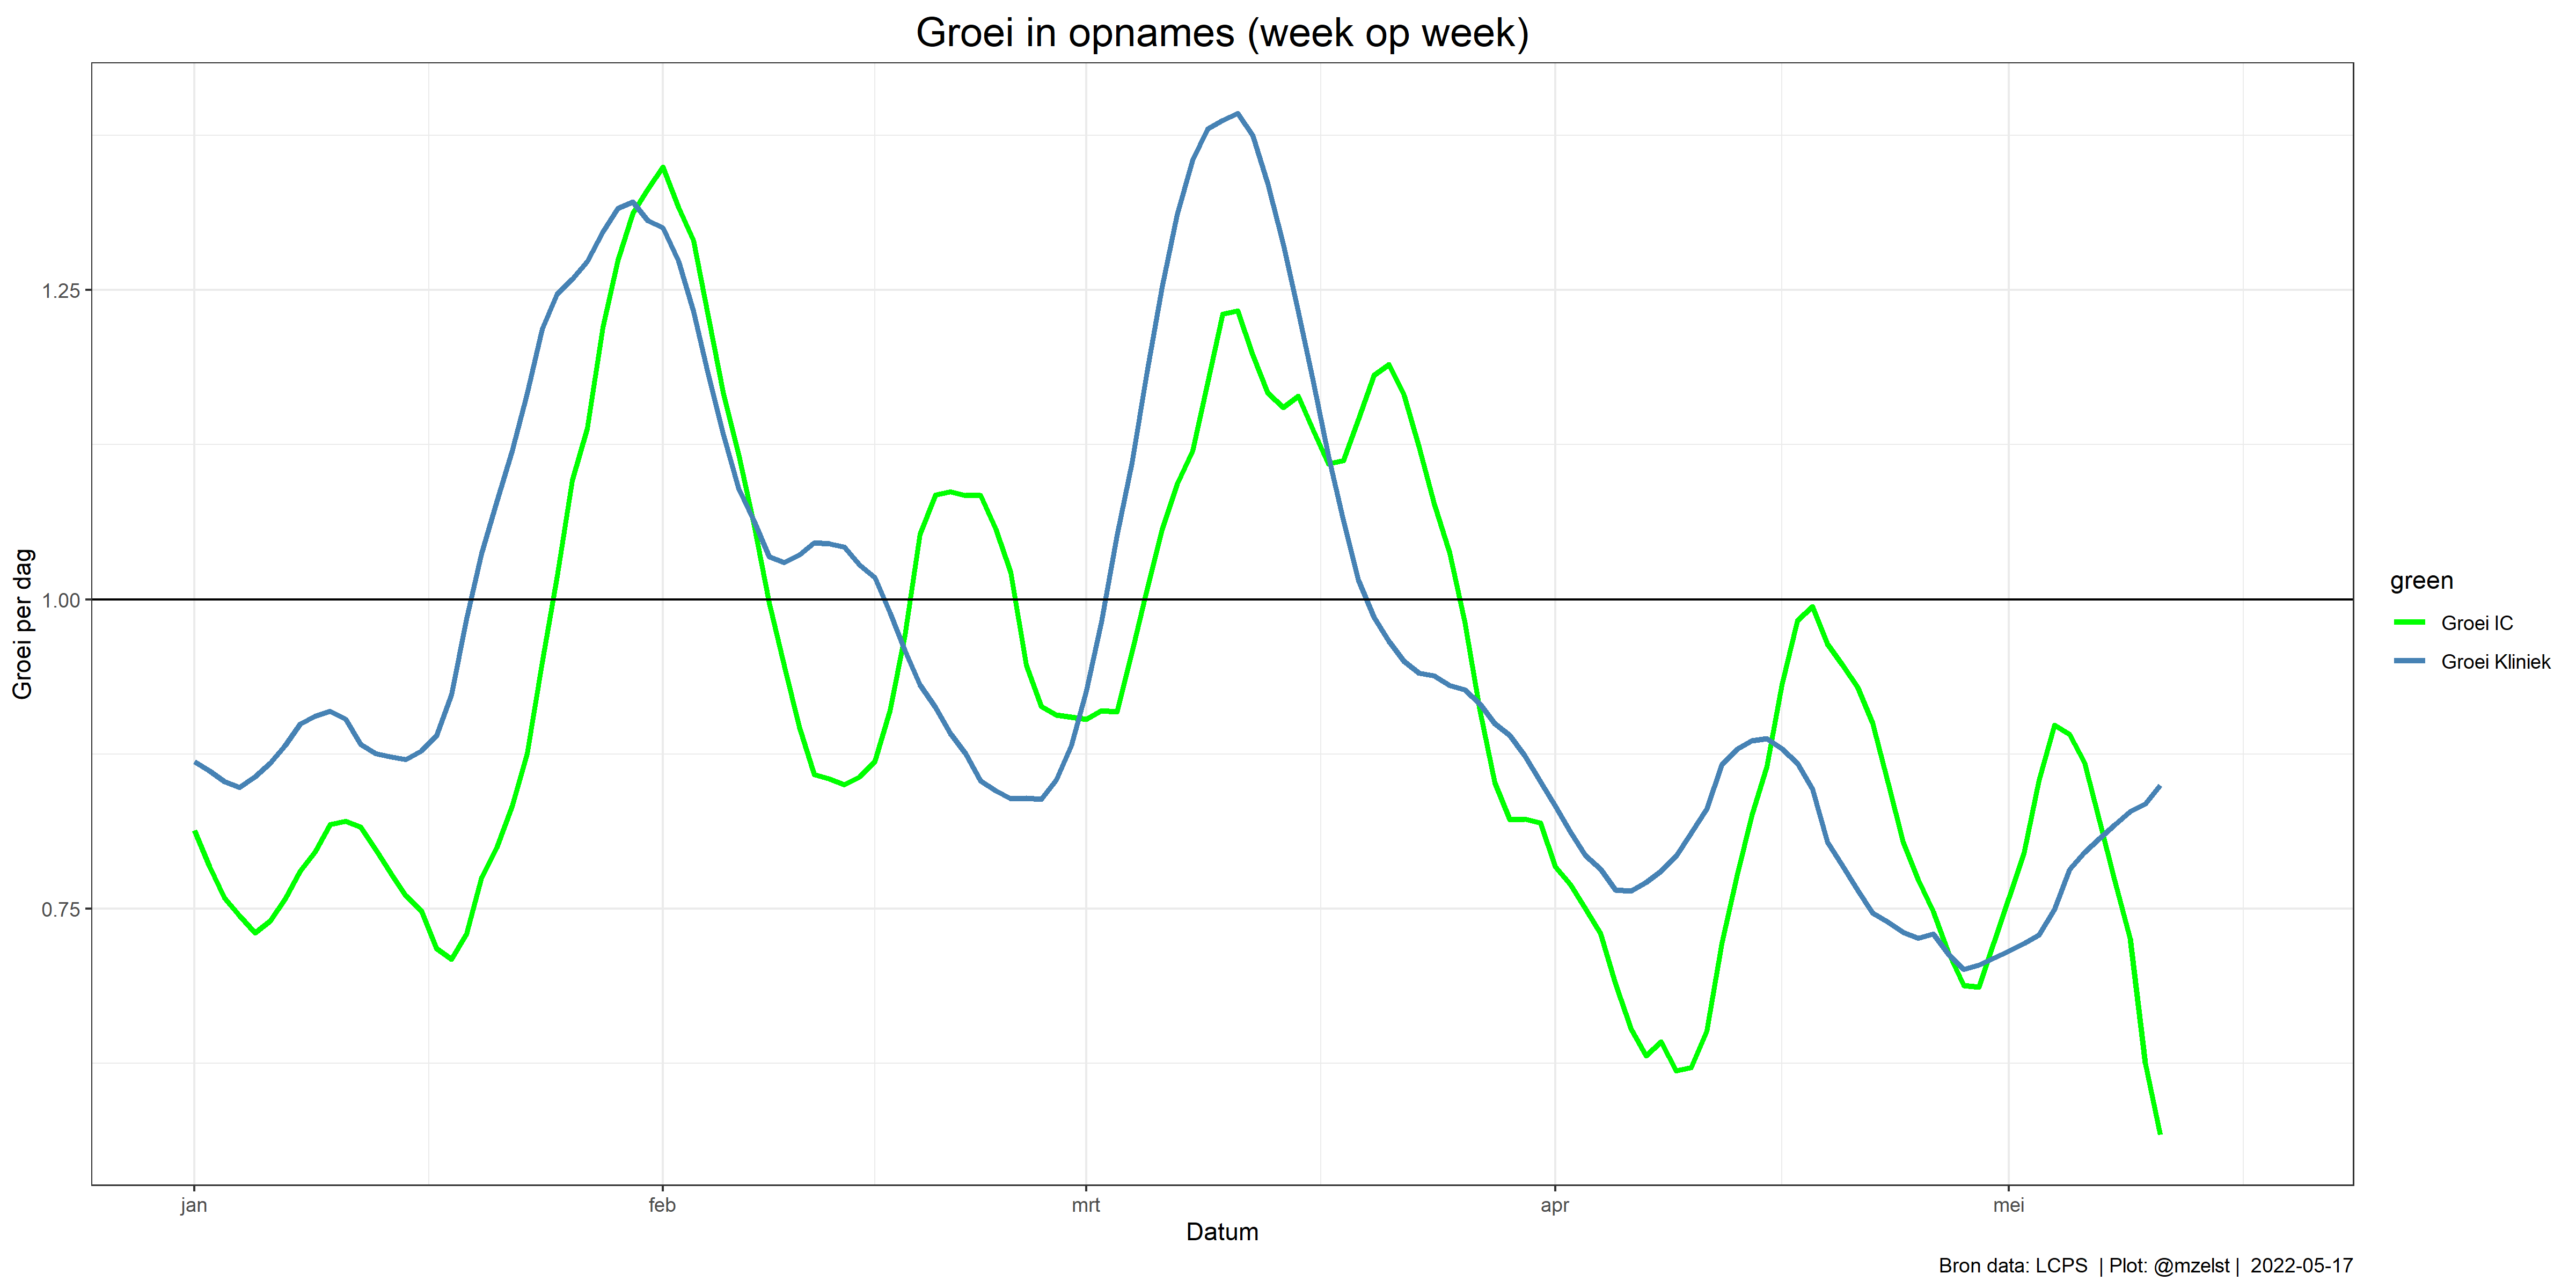 Groei in opnames (week op week)
Groei per dag
1.25
1.00
0.75
jan
feb
mrt
apr
mei
Datum
green
Groei IC
Groei Kliniek
Bron data: LCPS | Plot: @mzelst | 2022-05-17